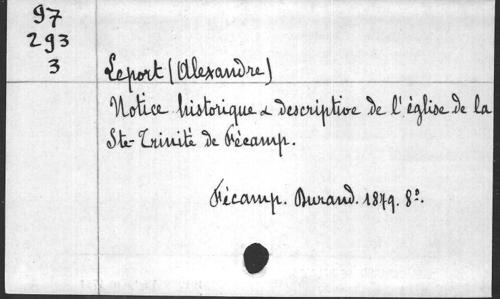 97
293
3
Leport (Alexandre)
Notice historique & descriptive de l'église de la
Ste-Trinité de Fécamp.
Fécamp. Durand. 1879. 8°.